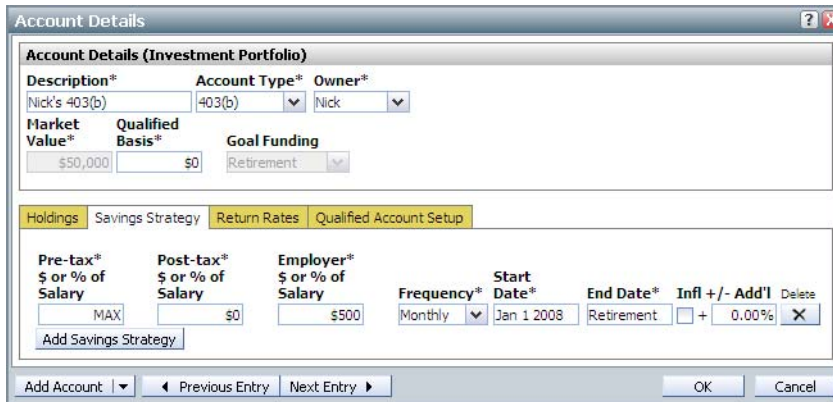 Account Details
?
X
Account Details (Investment Portfolio)
Description* Account Type* Owner*
Nick's 403(b) 403(b) Nick
Market Value* Qualified Basis* Goal Funding
$50,000 $0 Retirement
Holdings Savings Strategy Return Rates Qualified Account Setup
Pre-tax* $ or % of Salary Post-tax* $ or % of Salary Employer* $ or % of Salary Frequency* Start Date* End Date* Infl +/- Add'l Delete
MAX $0 $500 Monthly Jan 1 2008 Retirement + 0.00% X
Add Savings Strategy
Add Account Previous Entry Next Entry OK Cancel